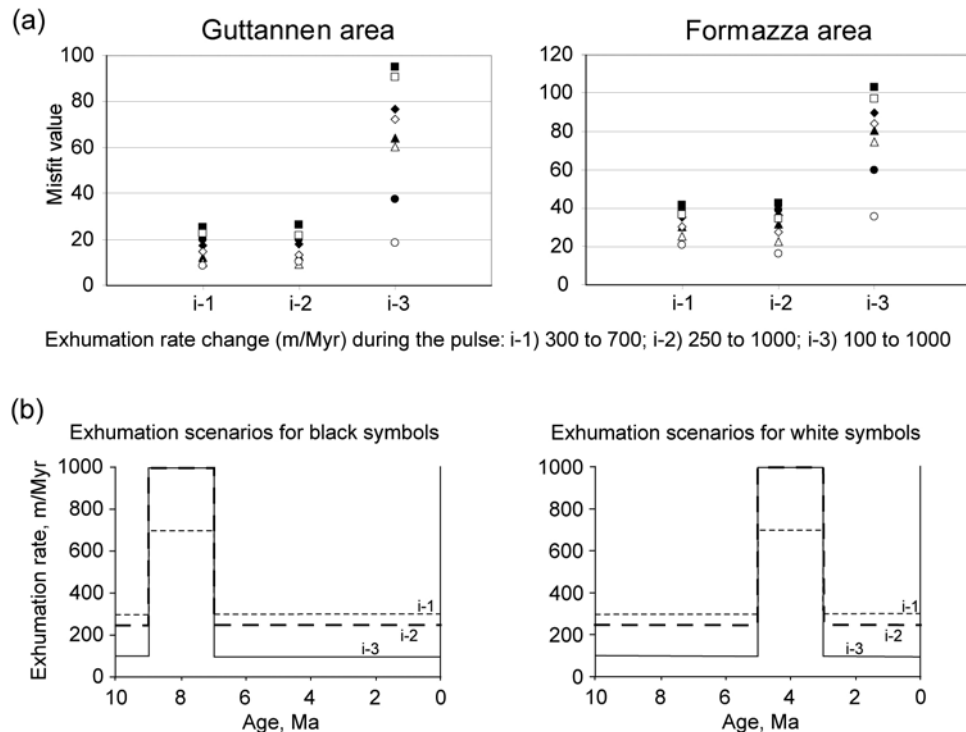 (a)
Guttannen area
Formazza area
Misfit value
100
80
60
40
20
0
i-1
i-2
i-3
120
100
80
60
40
20
0
i-1
i-2
i-3
Exhumation rate change (m/Myr) during the pulse: i-1) 300 to 700; i-2) 250 to 1000; i-3) 100 to 1000
(b)
Exhumation scenarios for black symbols
Exhumation rate, m/Myr
1000
800
600
400
200
0
i-1
i-2
i-3
10 8 6 4 2 0
Age, Ma
Exhumation scenarios for white symbols
1000
800
600
400
200
0
i-1
i-2
i-3
10 8 6 4 2 0
Age, Ma